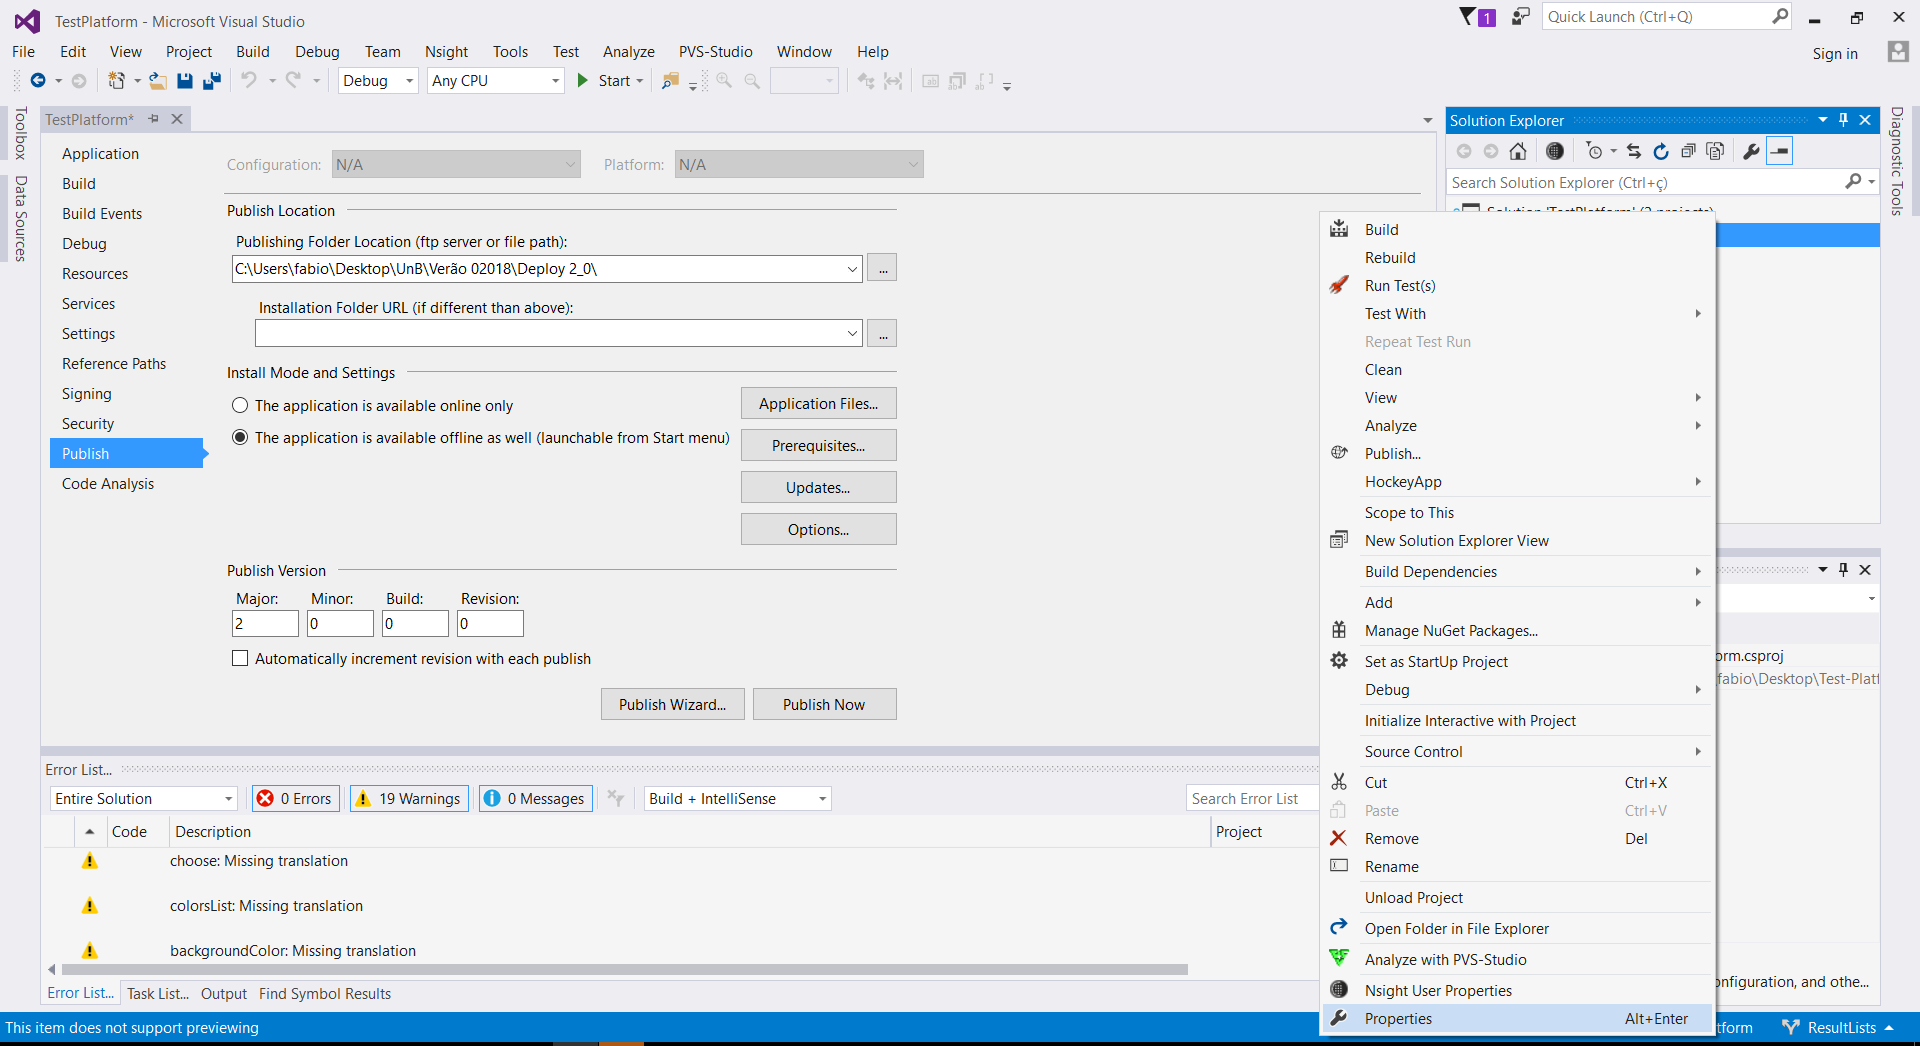 TestPlatform - Microsoft Visual Studio
1
Quick Launch (Ctrl+Q)
File Edit View Project Build Debug Team Nsight Tools Test Analyze PVS-Studio Window Help
Sign in
Debug Any CPU Start
Toolbox
Data Sources
TestPlatform*
Application
Build
Build Events
Debug
Resources
Services
Settings
Reference Paths
Signing
Security
Publish
Code Analysis
Configuration: N/A Platform: N/A
Publish Location
Publishing Folder Location (ftp server or file path):
C:\Users\fabio\Desktop\UnB\Verão 02018\Deploy 2_0\ ...
Installation Folder URL (if different than above):
...
Install Mode and Settings
The application is available online only
The application is available offline as well (launchable from Start menu)
Application Files...
Prerequisites...
Updates...
Options...
Publish Version
Major: Minor: Build: Revision:
2 0 0 0
Automatically increment revision with each publish
Publish Wizard... Publish Now
Error List...
Entire Solution 0 Errors 19 Warnings 0 Messages Build + IntelliSense Search Error List
Code Description Project
choose: Missing translation
colorsList: Missing translation
backgroundColor: Missing translation
Error List... Task List... Output Find Symbol Results
This item does not support previewing
Solution Explorer
Search Solution Explorer (Ctrl+ç)
Solution 'TestPlatform' (2 projects)
Diagnostic Tools
Build
Rebuild
Run Test(s)
Test With
Repeat Test Run
Clean
View
Analyze
Publish...
HockeyApp
Scope to This
New Solution Explorer View
Build Dependencies
Add
Manage NuGet Packages...
Set as StartUp Project
Debug
Initialize Interactive with Project
Source Control
Cut Ctrl+X
Paste Ctrl+V
Remove Del
Rename
Unload Project
Open Folder in File Explorer
Analyze with PVS-Studio
Nsight User Properties
Properties Alt+Enter
orm.csproj
fabio\Desktop\Test-Platf
onfiguration, and othe...
tform ResultLists